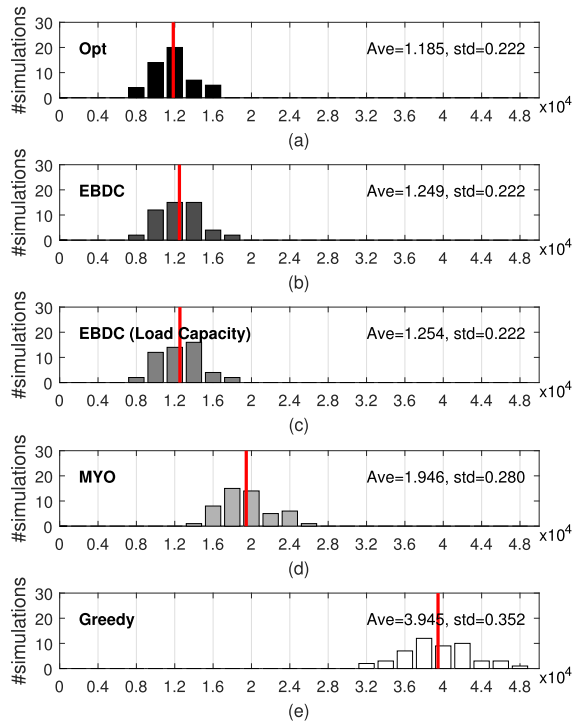 30
20
10
0
#simulations
Opt
Ave=1.185, std=0.222
0 0.4 0.8 1.2 1.6 2 2.4 2.8 3.2 3.6 4 4.4 4.8
x10^4
(a)
30
20
10
0
#simulations
EBDC
Ave=1.249, std=0.222
0 0.4 0.8 1.2 1.6 2 2.4 2.8 3.2 3.6 4 4.4 4.8
x10^4
(b)
30
20
10
0
#simulations
EBDC (Load Capacity)
Ave=1.254, std=0.222
0 0.4 0.8 1.2 1.6 2 2.4 2.8 3.2 3.6 4 4.4 4.8
x10^4
(c)
30
20
10
0
#simulations
MYO
Ave=1.946, std=0.280
0 0.4 0.8 1.2 1.6 2 2.4 2.8 3.2 3.6 4 4.4 4.8
x10^4
(d)
30
20
10
0
#simulations
Greedy
Ave=3.945, std=0.352
0 0.4 0.8 1.2 1.6 2 2.4 2.8 3.2 3.6 4 4.4 4.8
x10^4
(e)